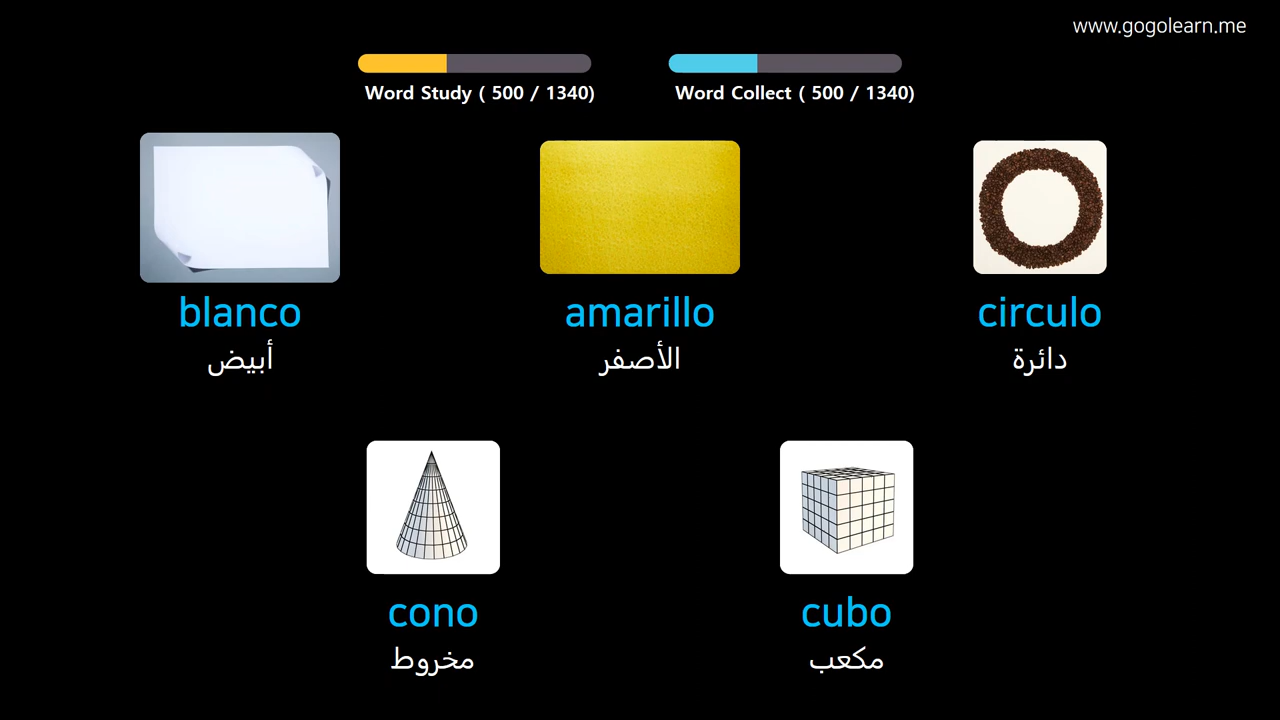 www.gogolearn.me
Word Study ( 500 / 1340)
Word Collect ( 500 / 1340)
blanco
أبيض
amarillo
الأصفر
circulo
دائرة
cono
مخروط
cubo
مكعب